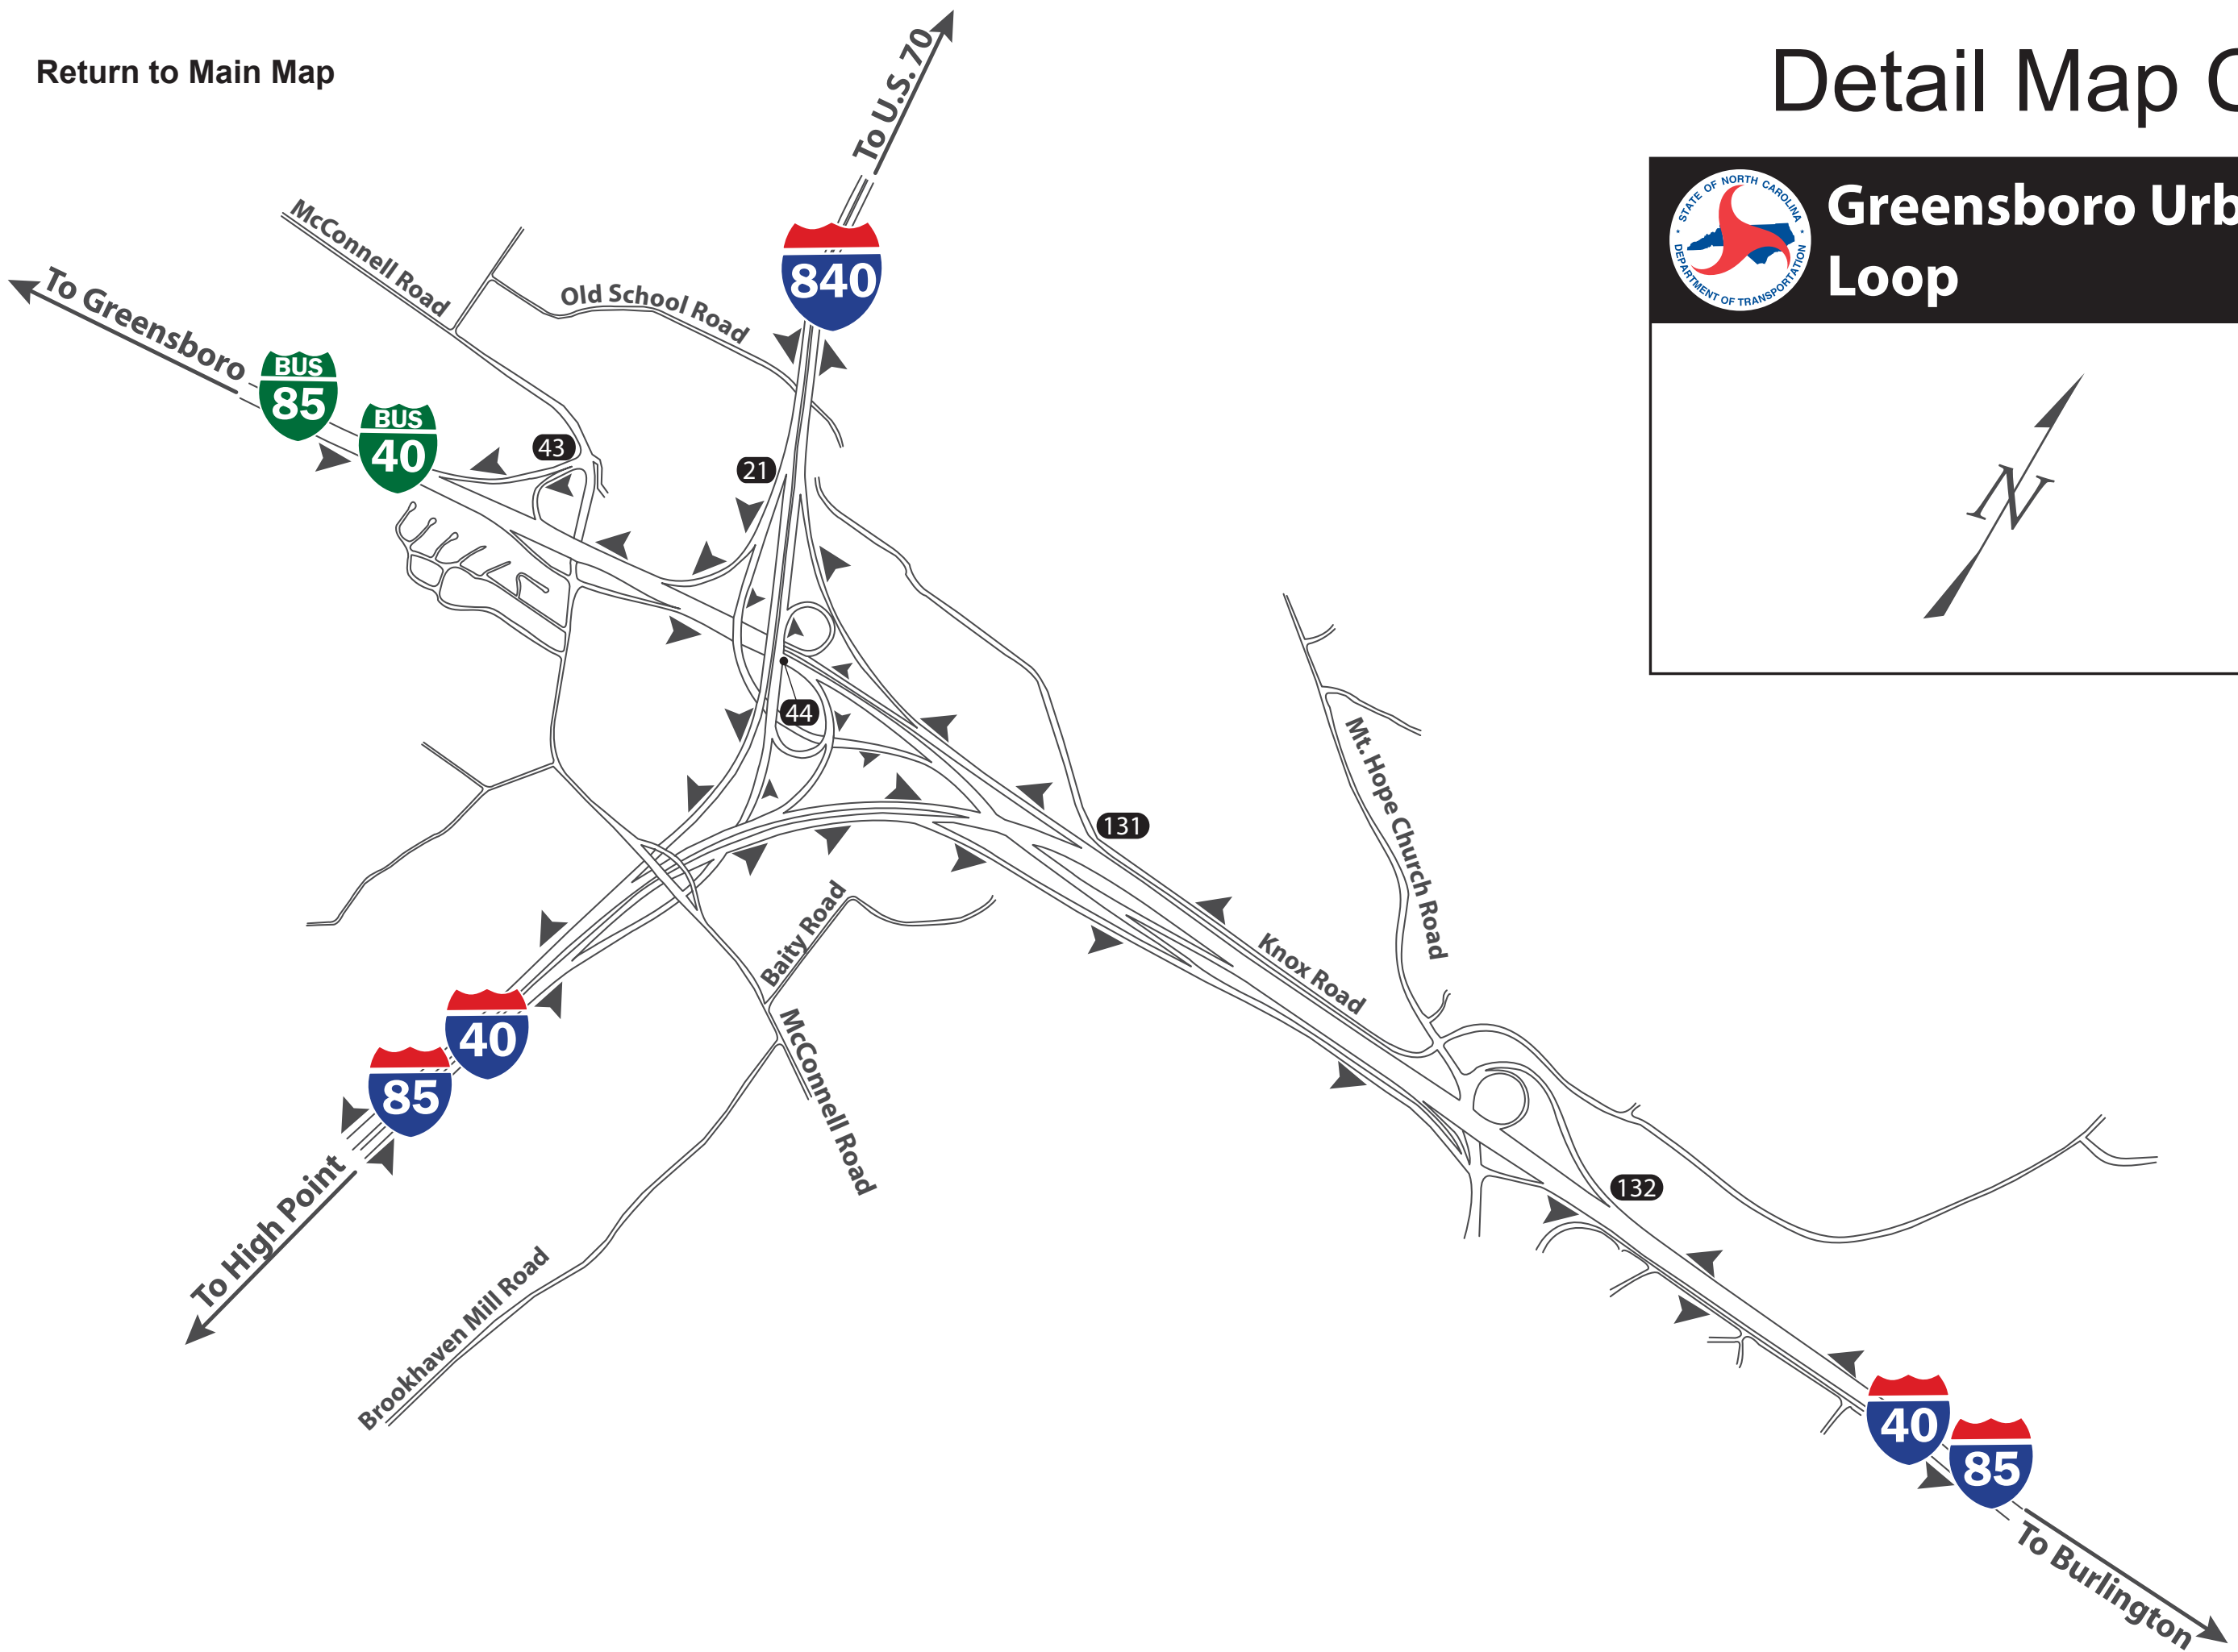 Return to Main Map
Detail Map
STATE OF NORTH CAROLINA
DEPARTMENT OF TRANSPORTATION
Greensboro Urb
Loop
N
To U.S. 70
840
McConnell Road
Old School Road
To Greensboro
BUS
85
BUS
40
43
21
44
131
Mt. Hope Church Road
Knox Road
Baity Road
McConnell Road
40
85
To High Point
Brookhaven Mill Road
132
40
85
To Burlington